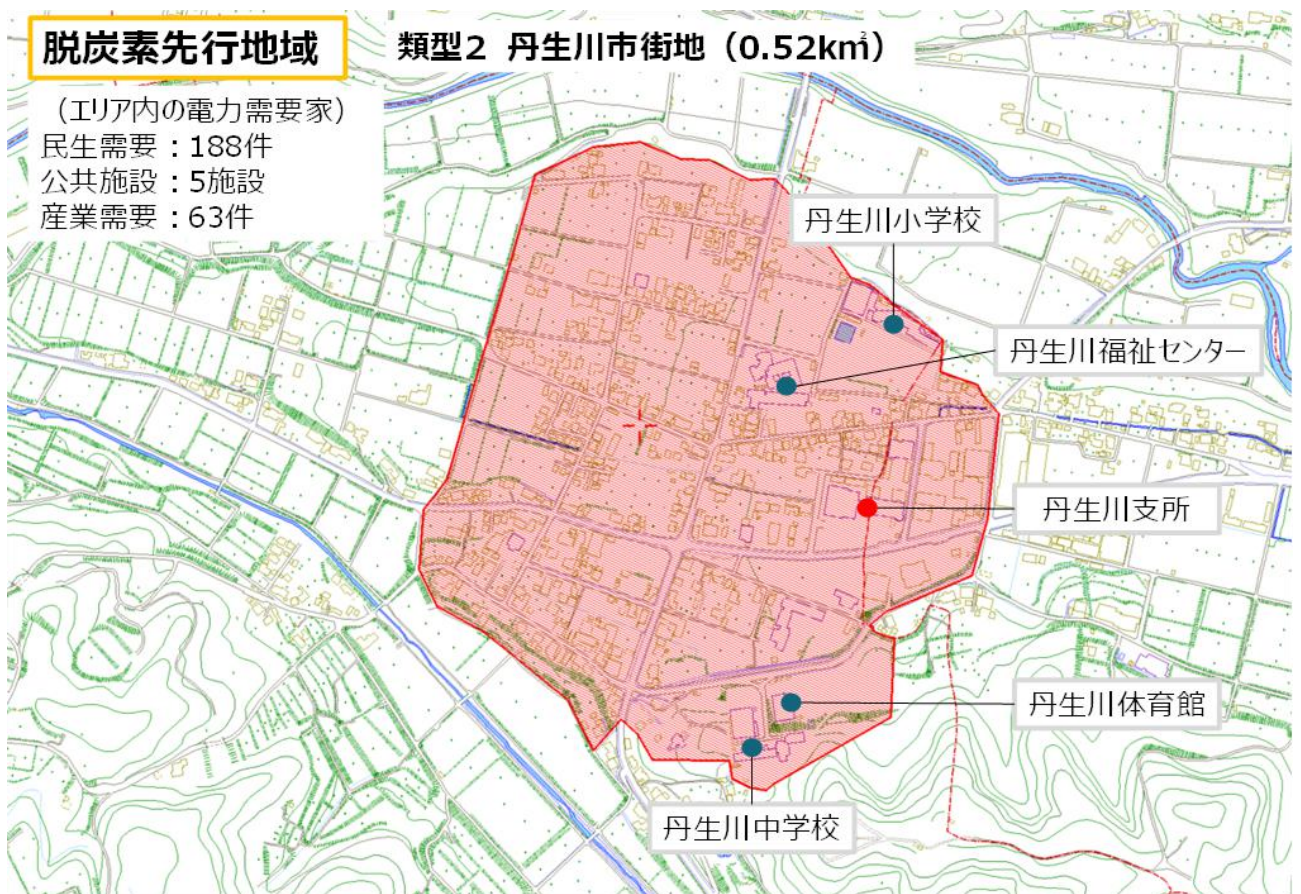 脱炭素先行地域
類型2 丹生川市街地（0.52k㎡）
（エリア内の電力需要家）
民生需要：188件
公共施設：5施設
産業需要：63件
丹生川小学校
丹生川福祉センター
丹生川支所
丹生川体育館
丹生川中学校